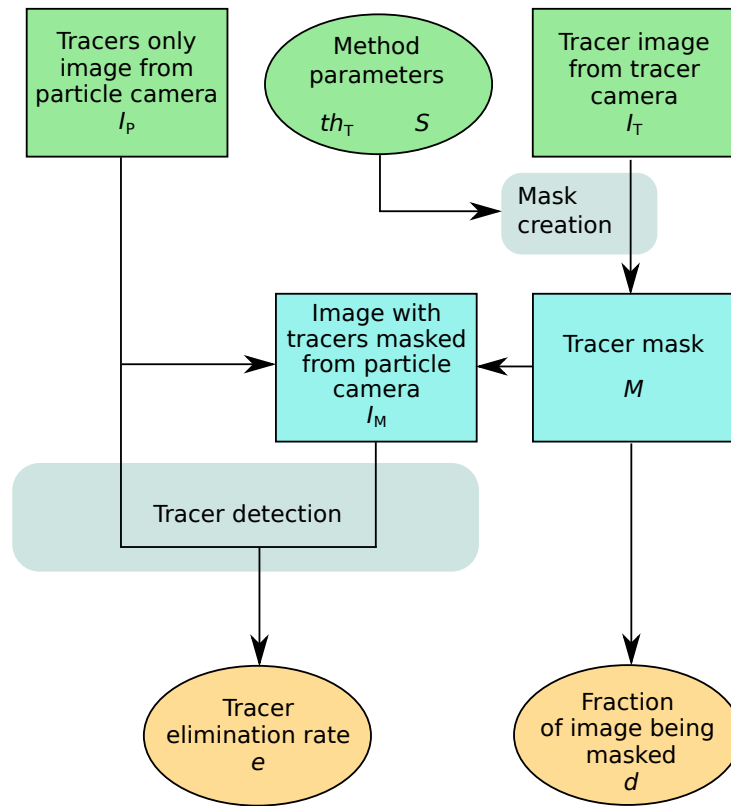 Tracers only
image from
particle camera
I_P
Method
parameters
th_T S
Tracer image
from tracer
camera
I_T
Mask
creation
Image with
tracers masked
from particle
camera
I_M
Tracer mask
M
Tracer detection
Tracer
elimination rate
e
Fraction
of image being
masked
d